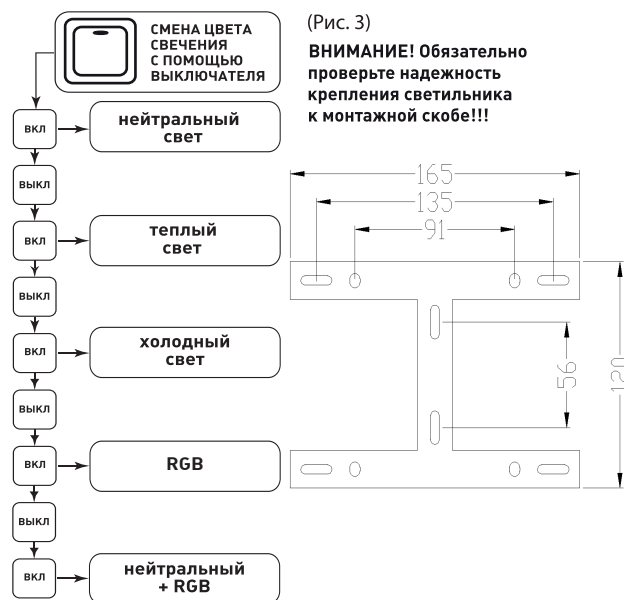 СМЕНА ЦВЕТА
СВЕЧЕНИЯ
С ПОМОЩЬЮ
ВЫКЛЮЧАТЕЛЯ
ВКЛ
нейтральный
свет
ВЫКЛ
ВКЛ
теплый
свет
ВЫКЛ
ВКЛ
холодный
свет
ВЫКЛ
ВКЛ
RGB
ВЫКЛ
ВКЛ
нейтральный
+ RGB
(Рис. 3)
ВНИМАНИЕ! Обязательно
проверьте надежность
крепления светильника
к монтажной скобе!!!
165
135
91
56
120